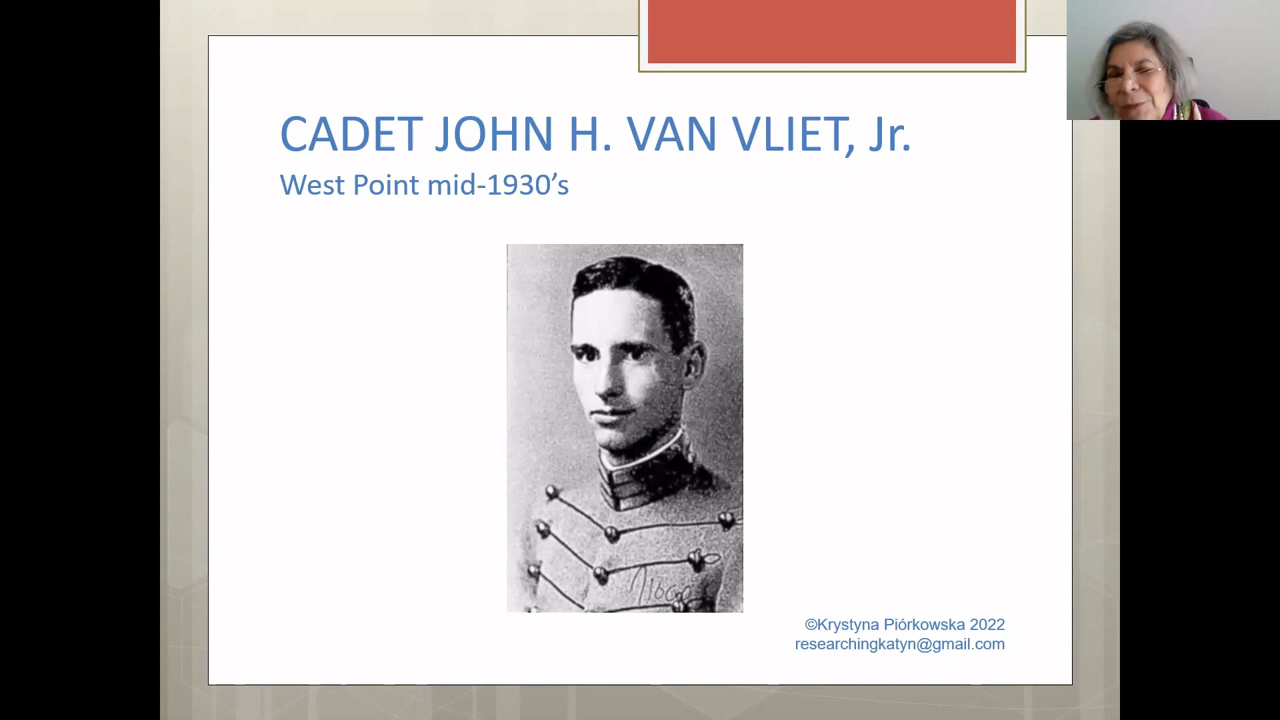 CADET JOHN H. VAN VLIET, Jr.
West Point mid-1930’s
©Krystyna Piórkowska 2022
researchingkatyn@gmail.com